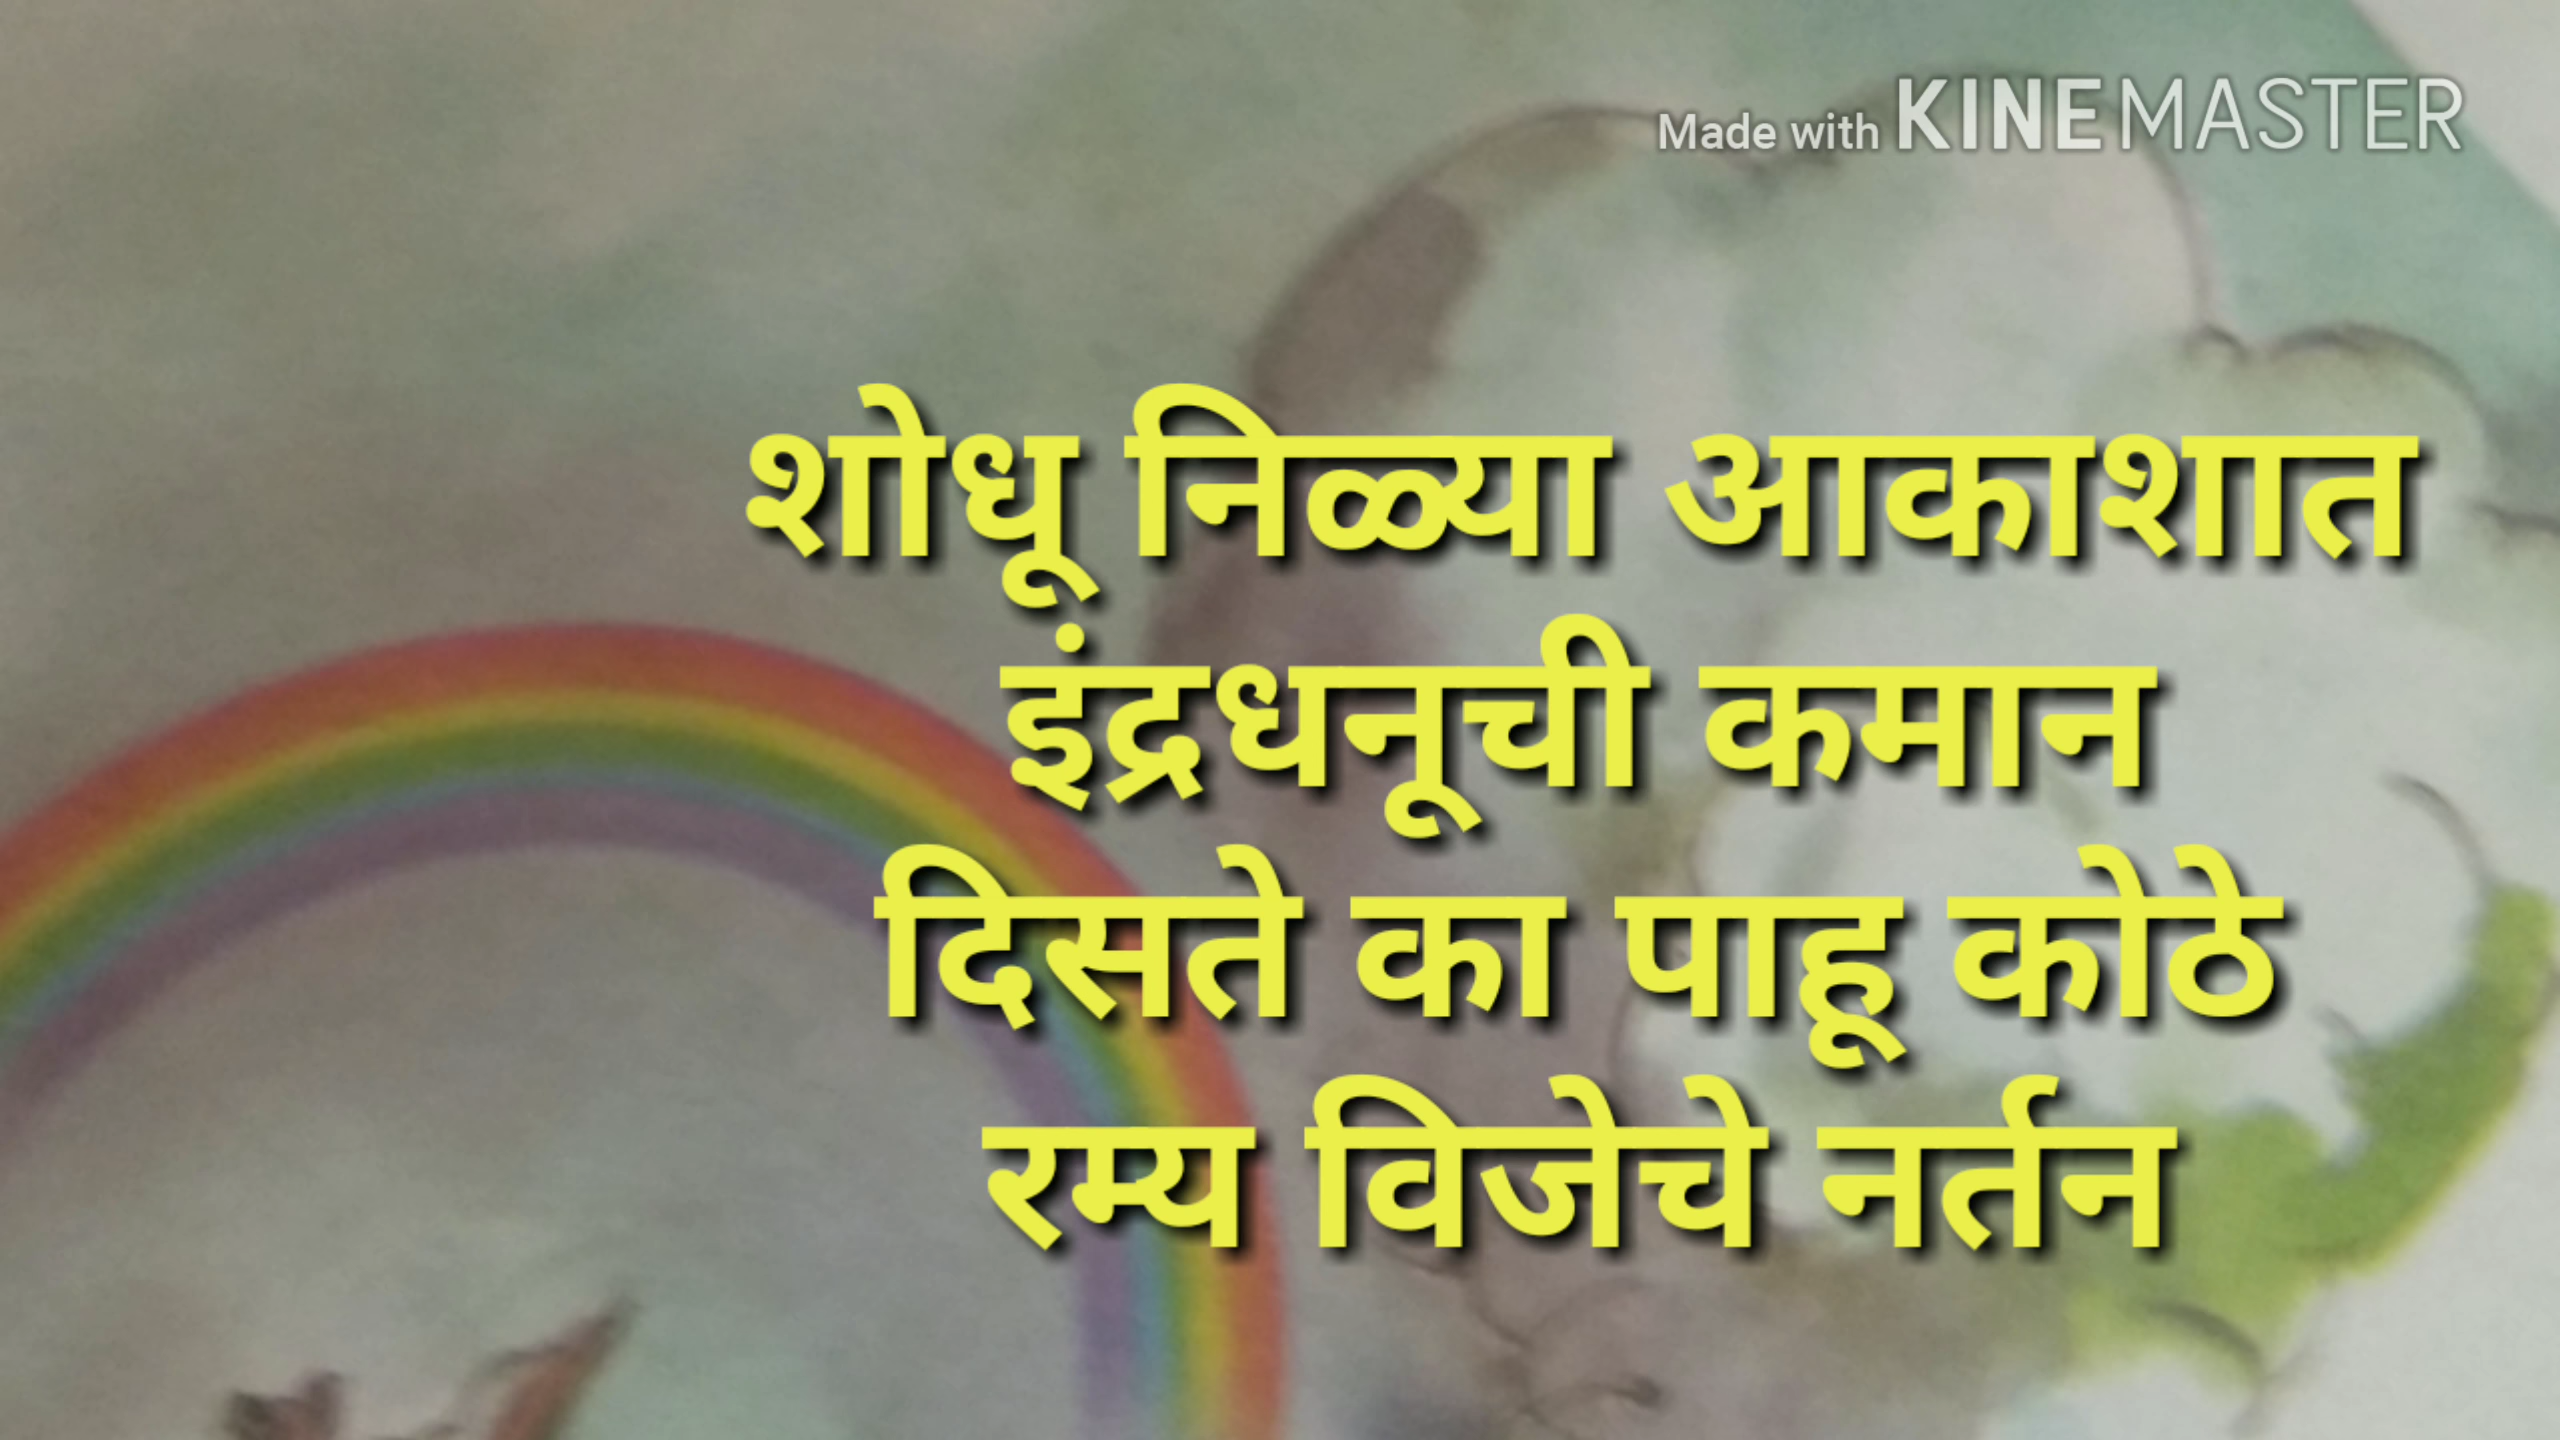 Made with KINEMASTER
शोधू निळ्या आकाशात
इंद्रधनूची कमान
दिसते का पाहू कोठे
रम्य विजेचे नर्तन